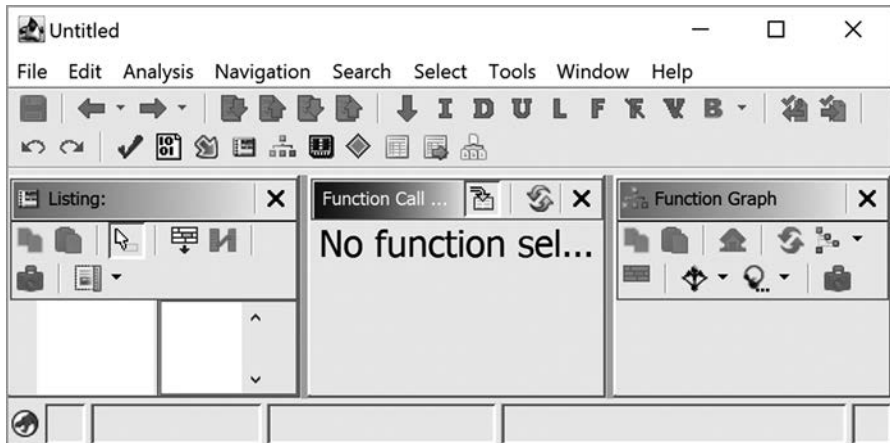 Untitled
File Edit Analysis Navigation Search Select Tools Window Help
I D U L F F V B
Listing:
Function Call ...
Function Graph
No function sel...